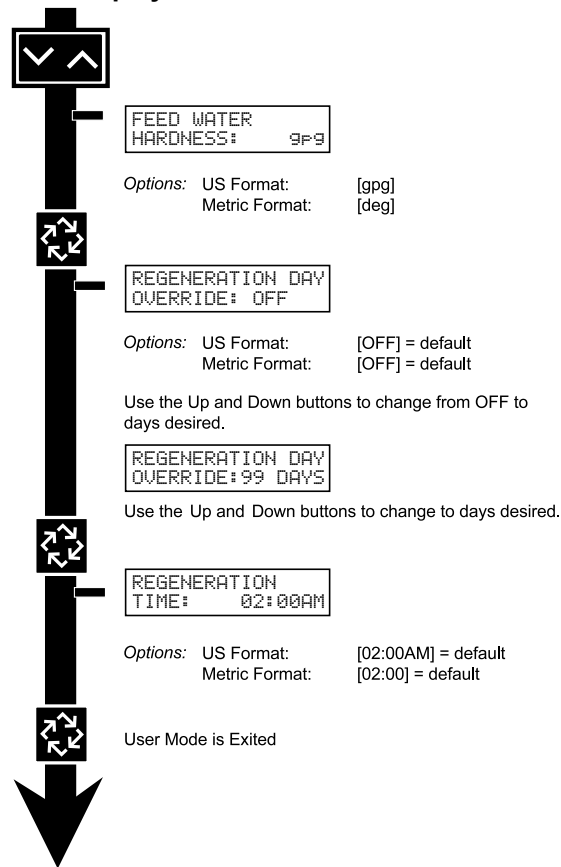 FEED WATER
HARDNESS: gpg
Options: US Format: [gpg]
Metric Format: [deg]
REGENERATION DAY
OVERRIDE: OFF
Options: US Format: [OFF] = default
Metric Format: [OFF] = default
Use the Up and Down buttons to change from OFF to
days desired.
REGENERATION DAY
OVERRIDE:99 DAYS
Use the Up and Down buttons to change to days desired.
REGENERATION
TIME: 02:00AM
Options: US Format: [02:00AM] = default
Metric Format: [02:00] = default
User Mode is Exited